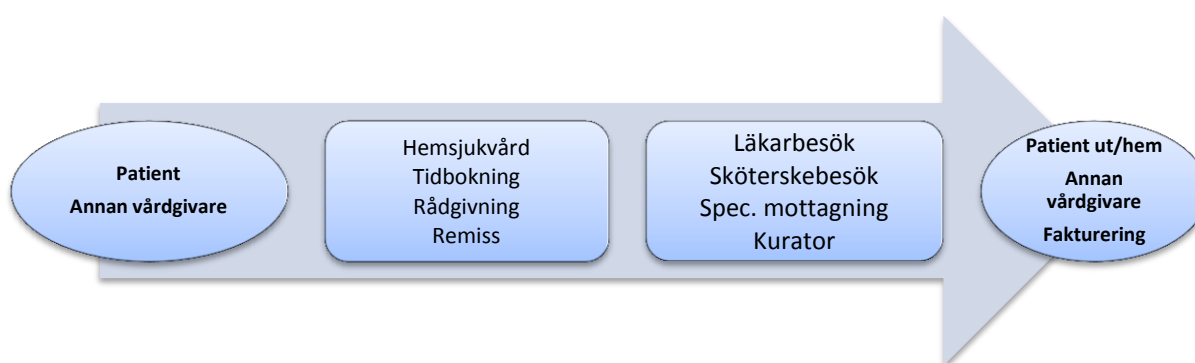 Patient
Annan vårdgivare
Hemsjukvård
Tidbokning
Rådgivning
Remiss
Läkarbesök
Sköterskebesök
Spec. mottagning
Kurator
Patient ut/hem
Annan
vårdgivare
Fakturering